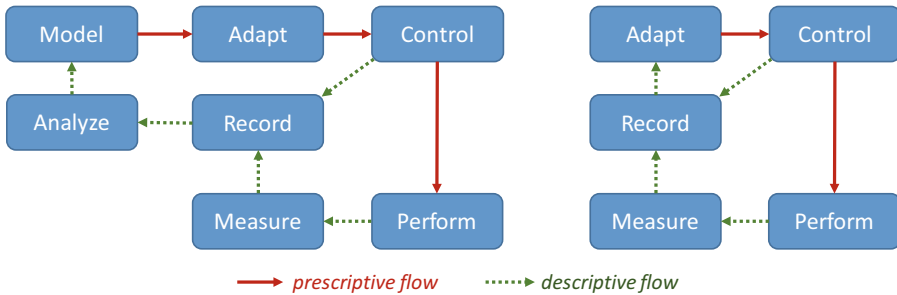 Model
Adapt
Control
Adapt
Control
Analyze
Record
Record
Measure
Perform
Measure
Perform
prescriptive flow
descriptive flow